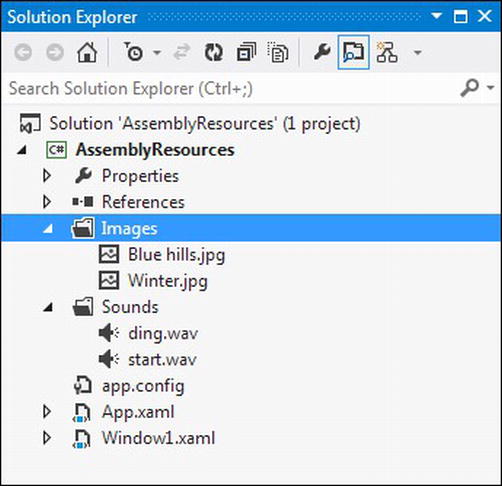 Solution Explorer
Search Solution Explorer (Ctrl+;)
Solution 'AssemblyResources' (1 project)
C# AssemblyResources
Properties
References
Images
Blue hills.jpg
Winter.jpg
Sounds
ding.wav
start.wav
app.config
App.xaml
Window1.xaml